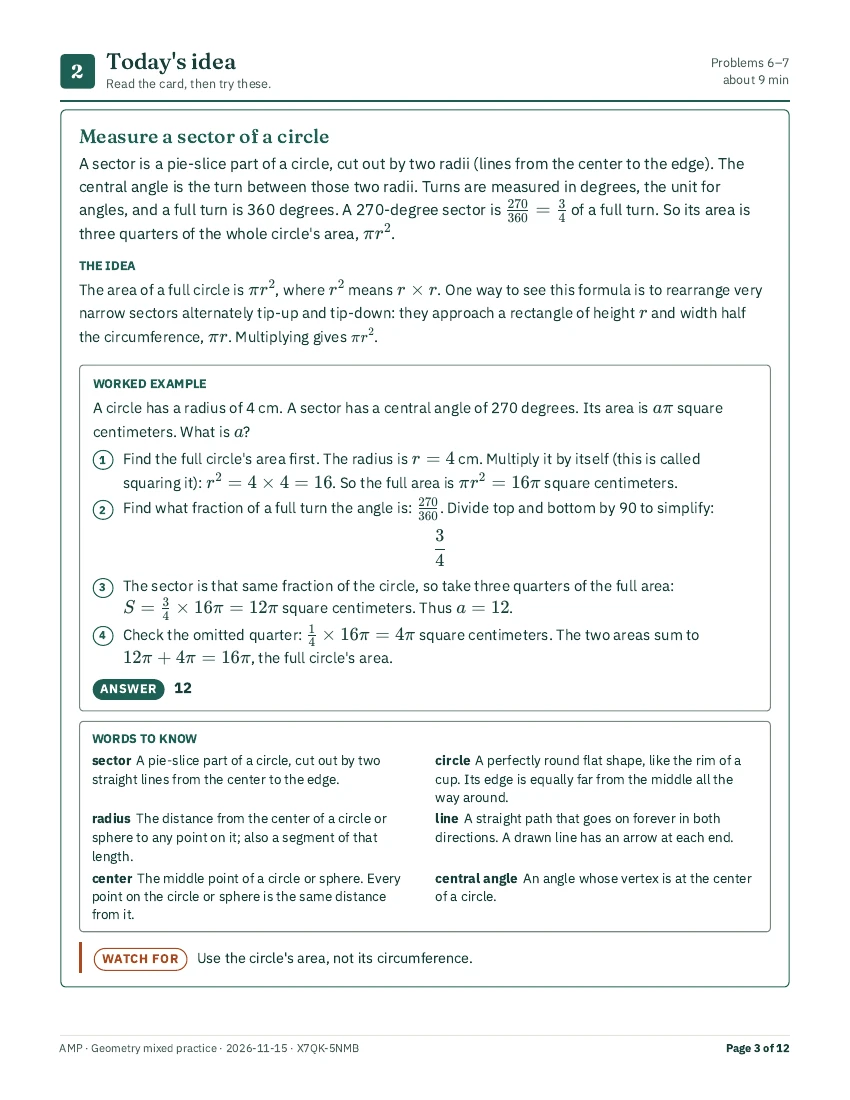 2
Today's idea
Read the card, then try these.
Problems 6–7
about 9 min
Measure a sector of a circle
A sector is a pie-slice part of a circle, cut out by two radii (lines from the center to the edge). The
central angle is the turn between those two radii. Turns are measured in degrees, the unit for
angles, and a full turn is 360 degrees. A 270-degree sector is 270/360 = 3/4 of a full turn. So its area is
three quarters of the whole circle's area, πr².
THE IDEA
The area of a full circle is πr², where r² means r × r. One way to see this formula is to rearrange very
narrow sectors alternately tip-up and tip-down: they approach a rectangle of height r and width half
the circumference, πr. Multiplying gives πr².
WORKED EXAMPLE
A circle has a radius of 4 cm. A sector has a central angle of 270 degrees. Its area is aπ square
centimeters. What is a?
1 Find the full circle's area first. The radius is r = 4 cm. Multiply it by itself (this is called
squaring it): r² = 4 × 4 = 16. So the full area is πr² = 16π square centimeters.
2 Find what fraction of a full turn the angle is: 270/360. Divide top and bottom by 90 to simplify:
3/4
3 The sector is that same fraction of the circle, so take three quarters of the full area:
S = 3/4 × 16π = 12π square centimeters. Thus a = 12.
4 Check the omitted quarter: 1/4 × 16π = 4π square centimeters. The two areas sum to
12π + 4π = 16π, the full circle's area.
ANSWER 12
WORDS TO KNOW
sector A pie-slice part of a circle, cut out by two
straight lines from the center to the edge.
circle A perfectly round flat shape, like the rim of a
cup. Its edge is equally far from the middle all the
way around.
radius The distance from the center of a circle or
sphere to any point on it; also a segment of that
length.
line A straight path that goes on forever in both
directions. A drawn line has an arrow at each end.
center The middle point of a circle or sphere. Every
point on the circle or sphere is the same distance
from it.
central angle An angle whose vertex is at the center
of a circle.
WATCH FOR Use the circle's area, not its circumference.
AMP · Geometry mixed practice · 2026-11-15 · X7QK-5NMB
Page 3 of 12